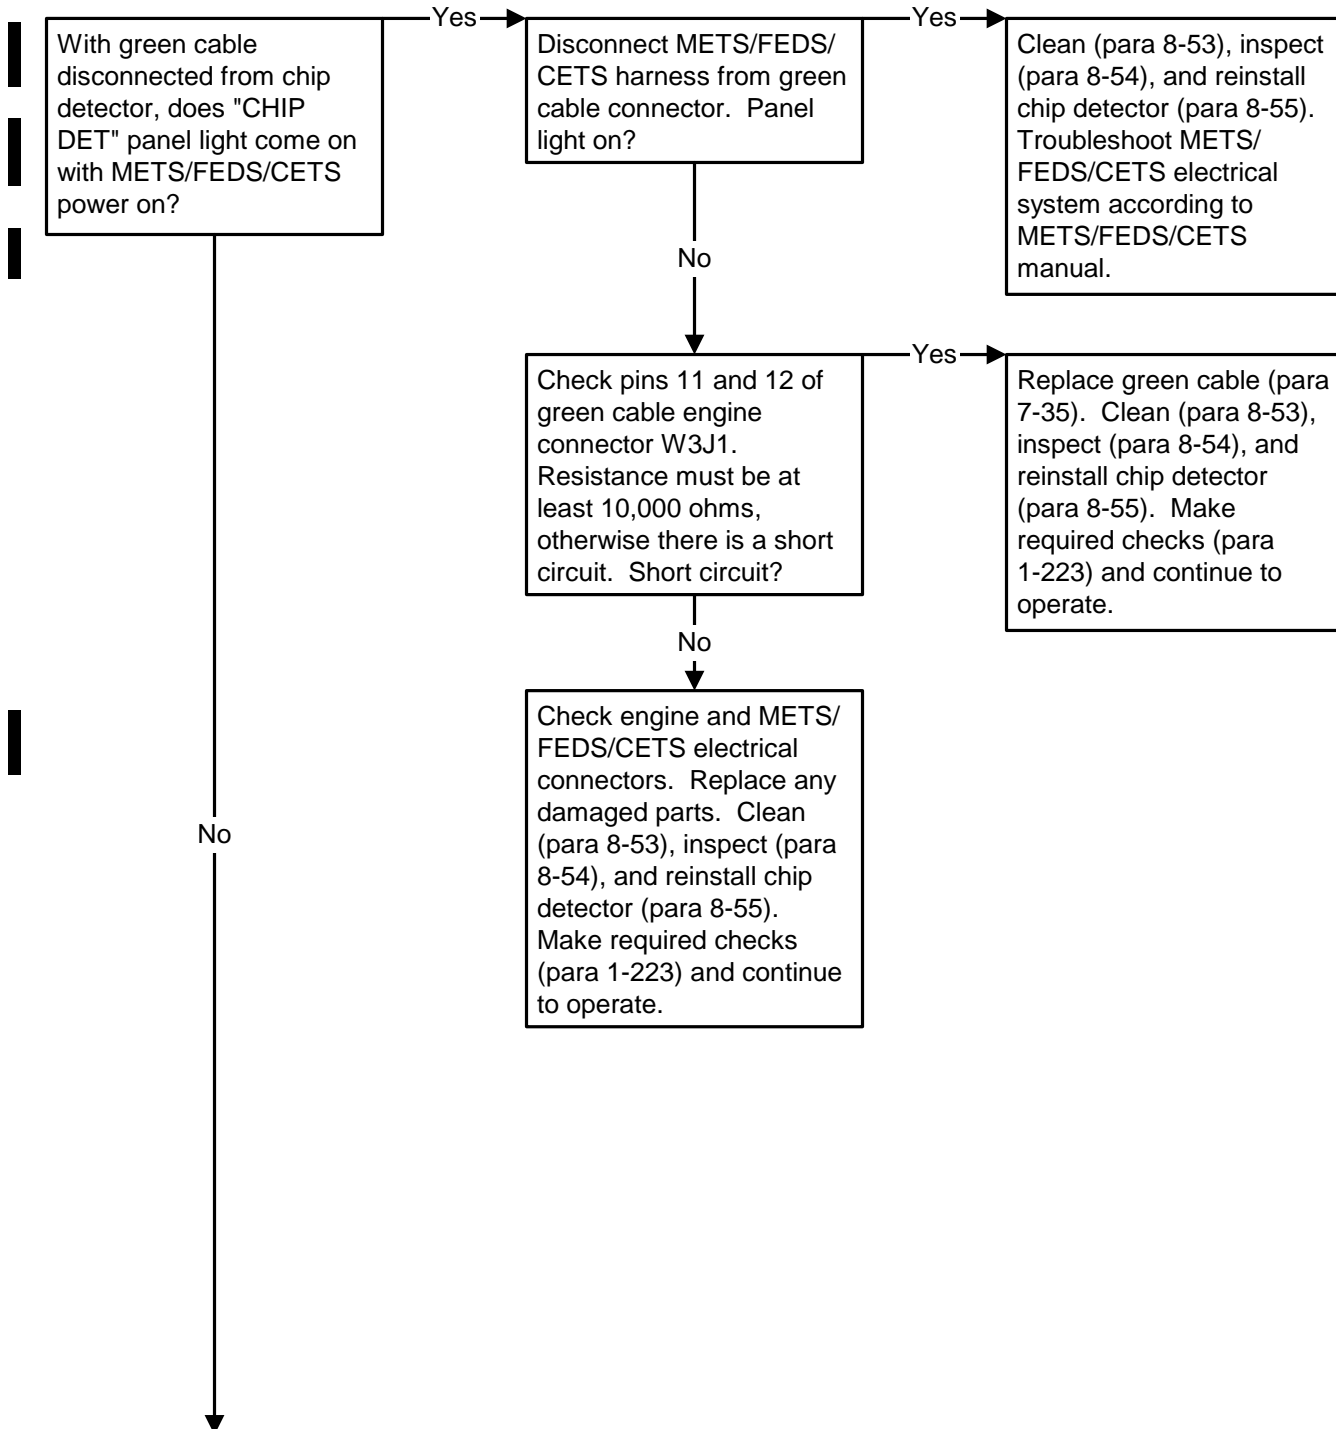 With green cable
disconnected from chip
detector, does "CHIP
DET" panel light come on
with METS/FEDS/CETS
power on?
Yes
Disconnect METS/FEDS/
CETS harness from green
cable connector. Panel
light on?
Yes
Clean (para 8-53), inspect
(para 8-54), and reinstall
chip detector (para 8-55).
Troubleshoot METS/
FEDS/CETS electrical
system according to
METS/FEDS/CETS
manual.
No
Check pins 11 and 12 of
green cable engine
connector W3J1.
Resistance must be at
least 10,000 ohms,
otherwise there is a short
circuit. Short circuit?
Yes
Replace green cable (para
7-35). Clean (para 8-53),
inspect (para 8-54), and
reinstall chip detector
(para 8-55). Make
required checks (para
1-223) and continue to
operate.
No
Check engine and METS/
FEDS/CETS electrical
connectors. Replace any
damaged parts. Clean
(para 8-53), inspect (para
8-54), and reinstall chip
detector (para 8-55).
Make required checks
(para 1-223) and continue
to operate.
No